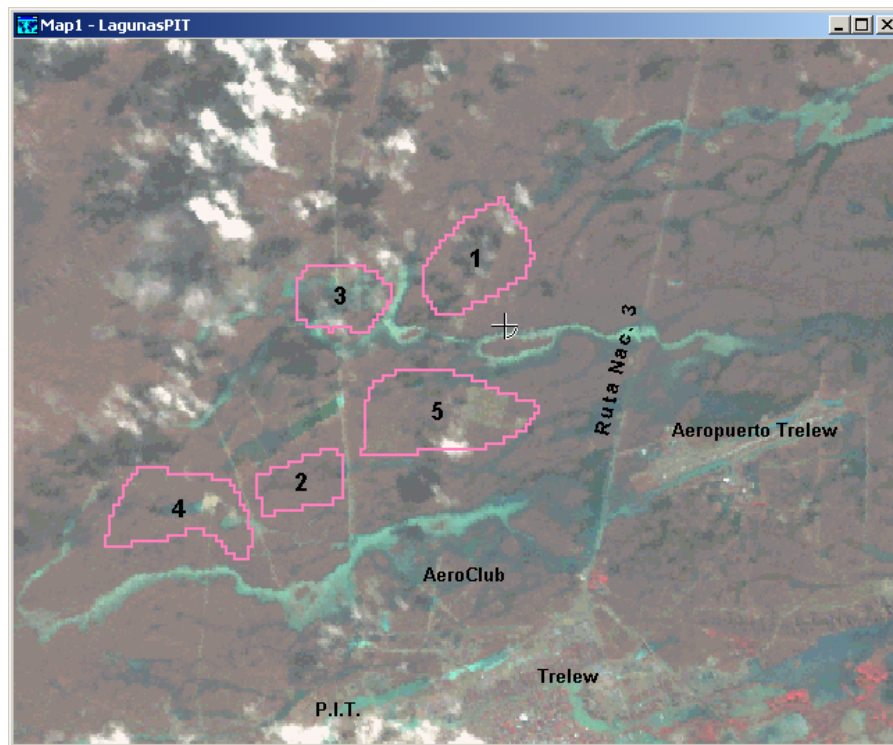 Map1 - LagunasPIT
1
3
Ruta Nac. 3
5
Aeropuerto Trelew
2
4
AeroClub
Trelew
P.I.T.